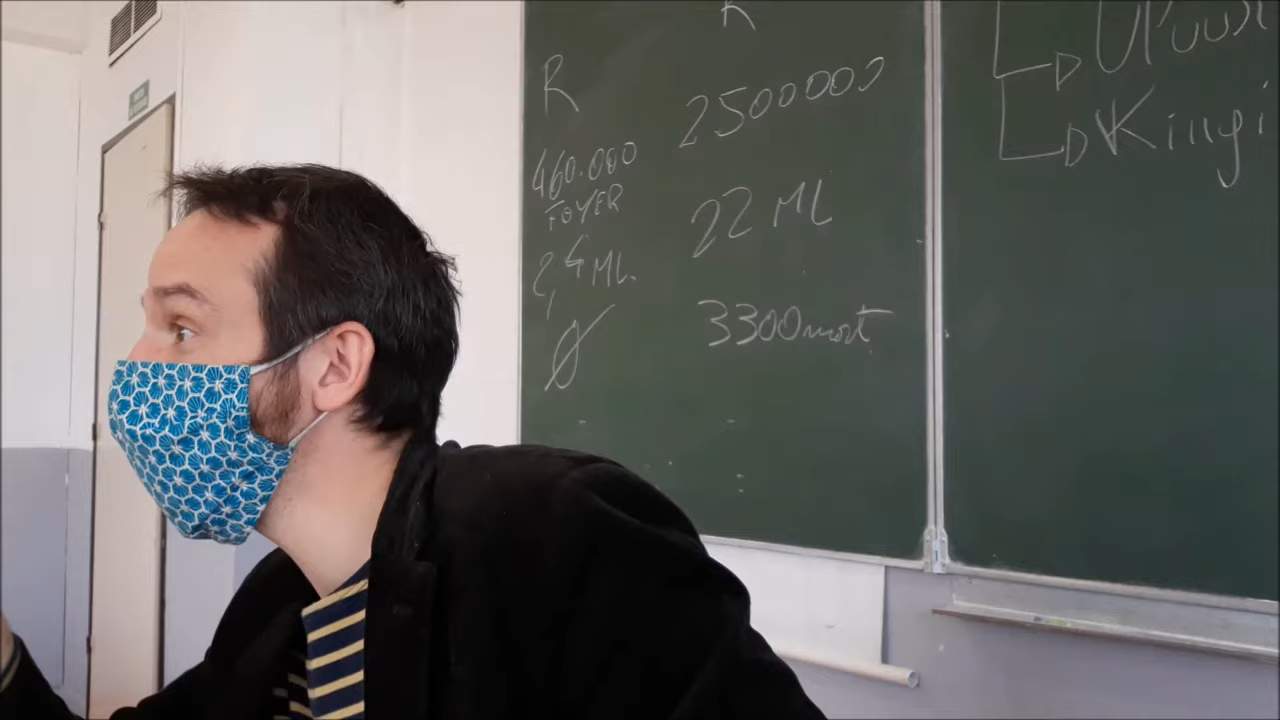 R
460.000
FOYER
2,4 ML.
Ø
K
2500000
22 ML
3300 mort